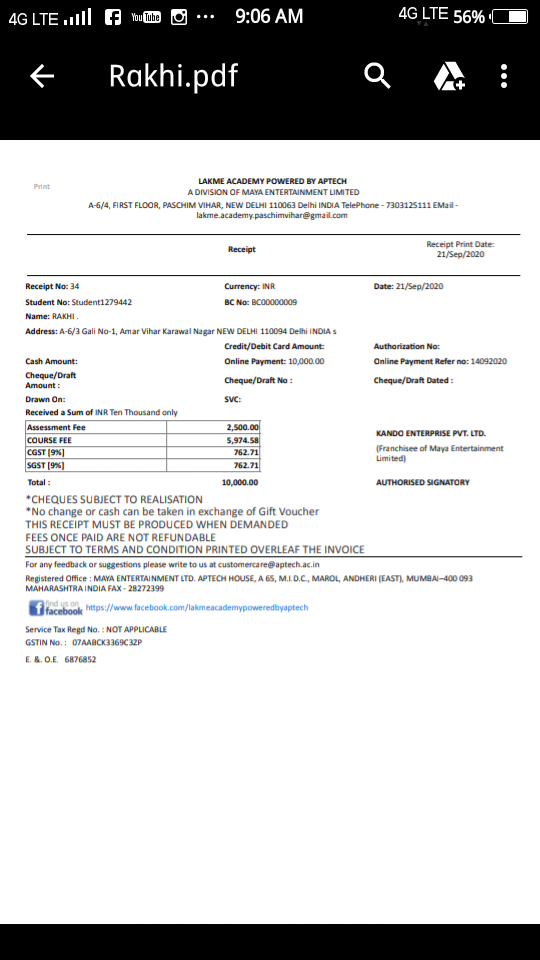 4G LTE YouTube ... 9:06 AM 4G LTE 56%
Rakhi.pdf
Print
LAKME ACADEMY POWERED BY APTECH
A DIVISION OF MAYA ENTERTAINMENT LIMITED
A-6/4, FIRST FLOOR, PASCHIM VIHAR, NEW DELHI 110063 Delhi INDIA TelePhone - 7303125111 EMail -
lakme.academy.paschimvihar@gmail.com
Receipt
Receipt Print Date:
21/Sep/2020
Receipt No: 34 Currency: INR Date: 21/Sep/2020
Student No: Student1279442 BC No: BC00000009
Name: RAKHI .
Address: A-6/3 Gali No-1, Amar Vihar Karawal Nagar NEW DELHI 110094 Delhi INDIA s
Credit/Debit Card Amount: Authorization No:
Cash Amount: Online Payment: 10,000.00 Online Payment Refer no: 14092020
Cheque/Draft
Amount : Cheque/Draft No : Cheque/Draft Dated :
Drawn On: SVC:
Received a Sum of INR Ten Thousand only
Assessment Fee 2,500.00
COURSE FEE 5,974.58
CGST [9%] 762.71
SGST [9%] 762.71
KANDO ENTERPRISE PVT. LTD.
(Franchisee of Maya Entertainment
Limited)
Total : 10,000.00 AUTHORISED SIGNATORY
*CHEQUES SUBJECT TO REALISATION
*No change or cash can be taken in exchange of Gift Voucher
THIS RECEIPT MUST BE PRODUCED WHEN DEMANDED
FEES ONCE PAID ARE NOT REFUNDABLE
SUBJECT TO TERMS AND CONDITION PRINTED OVERLEAF THE INVOICE
For any feedback or suggestions please write to us at customercare@aptech.ac.in
Registered Office : MAYA ENTERTAINMENT LTD. APTECH HOUSE, A 65, M.I.D.C., MAROL, ANDHERI (EAST), MUMBAI–400 093
MAHARASHTRA INDIA FAX - 28272399
find us on
facebook https://www.facebook.com/lakmeacademypoweredbyaptech
Service Tax Regd No. : NOT APPLICABLE
GSTIN No. : 07AABCK3369C3ZP
E. &. O.E. 6876852